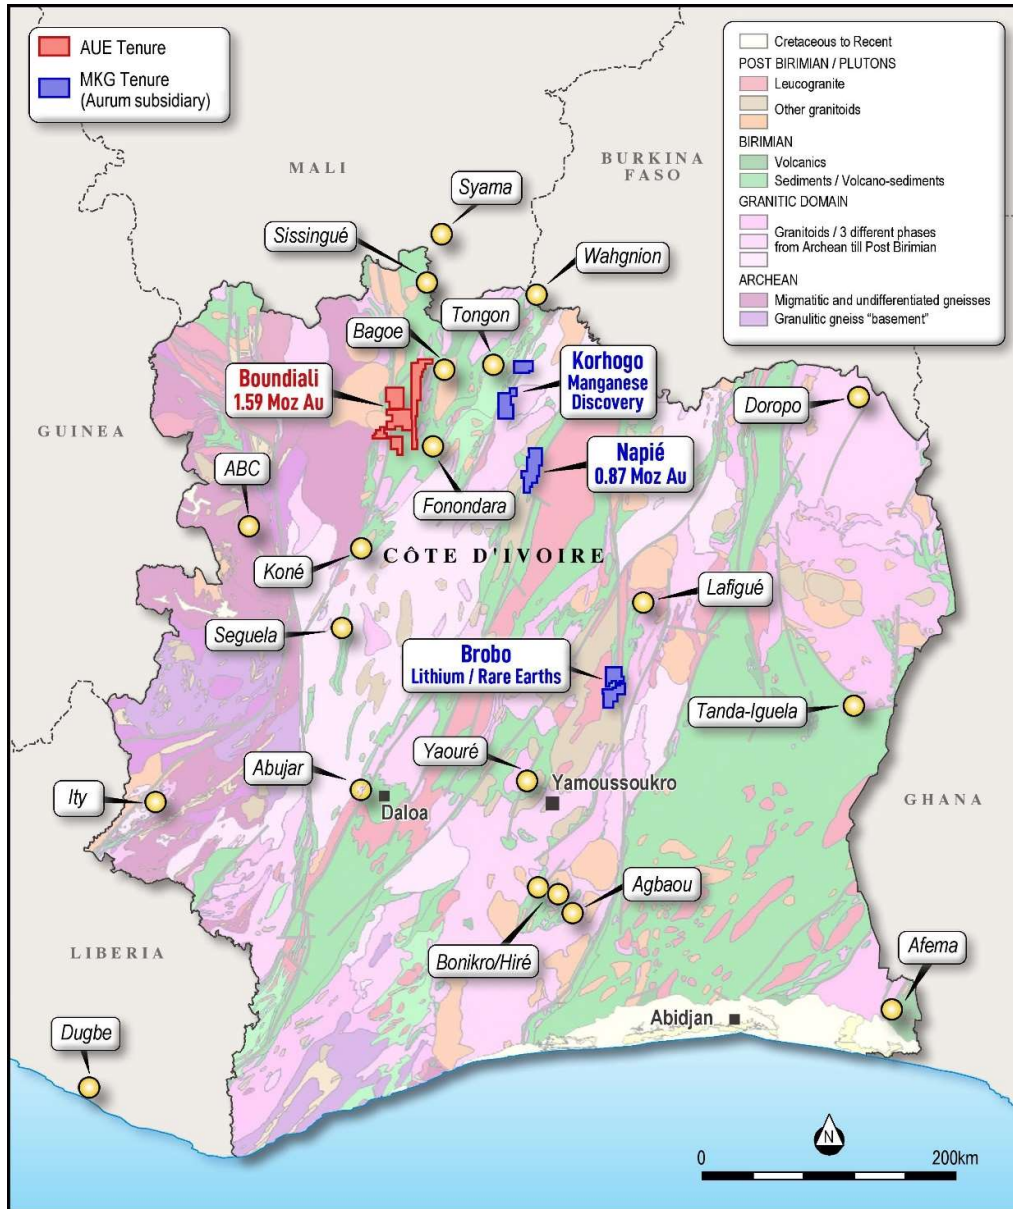 AUE Tenure
MKG Tenure
(Aurum subsidiary)
Cretaceous to Recent
POST BIRIMIAN / PLUTONS
Leucogranite
Other granitoids
BIRIMIAN
Volcanics
Sediments / Volcano-sediments
GRANITIC DOMAIN
Granitoids / 3 different phases
from Archean till Post Birimian
ARCHEAN
Migmatitic and undifferentiated gneisses
Granulitic gneiss "basement"
MALI
BURKINA
FASO
Syama
Sissingué
Wahgnion
Bagoe
Tongon
Boundiali
1.59 Moz Au
Korhogo
Manganese
Discovery
Doropo
GUINEA
Napié
0.87 Moz Au
ABC
Fonondara
Koné
CÔTE D'IVOIRE
Lafigué
Seguela
Brobo
Lithium / Rare Earths
Tanda-Iguela
Yaouré
Abujar
Yamoussoukro
Ity
Daloa
GHANA
Agbaou
Bonikro/Hiré
LIBERIA
Afema
Abidjan
Dugbe
N
0
200km